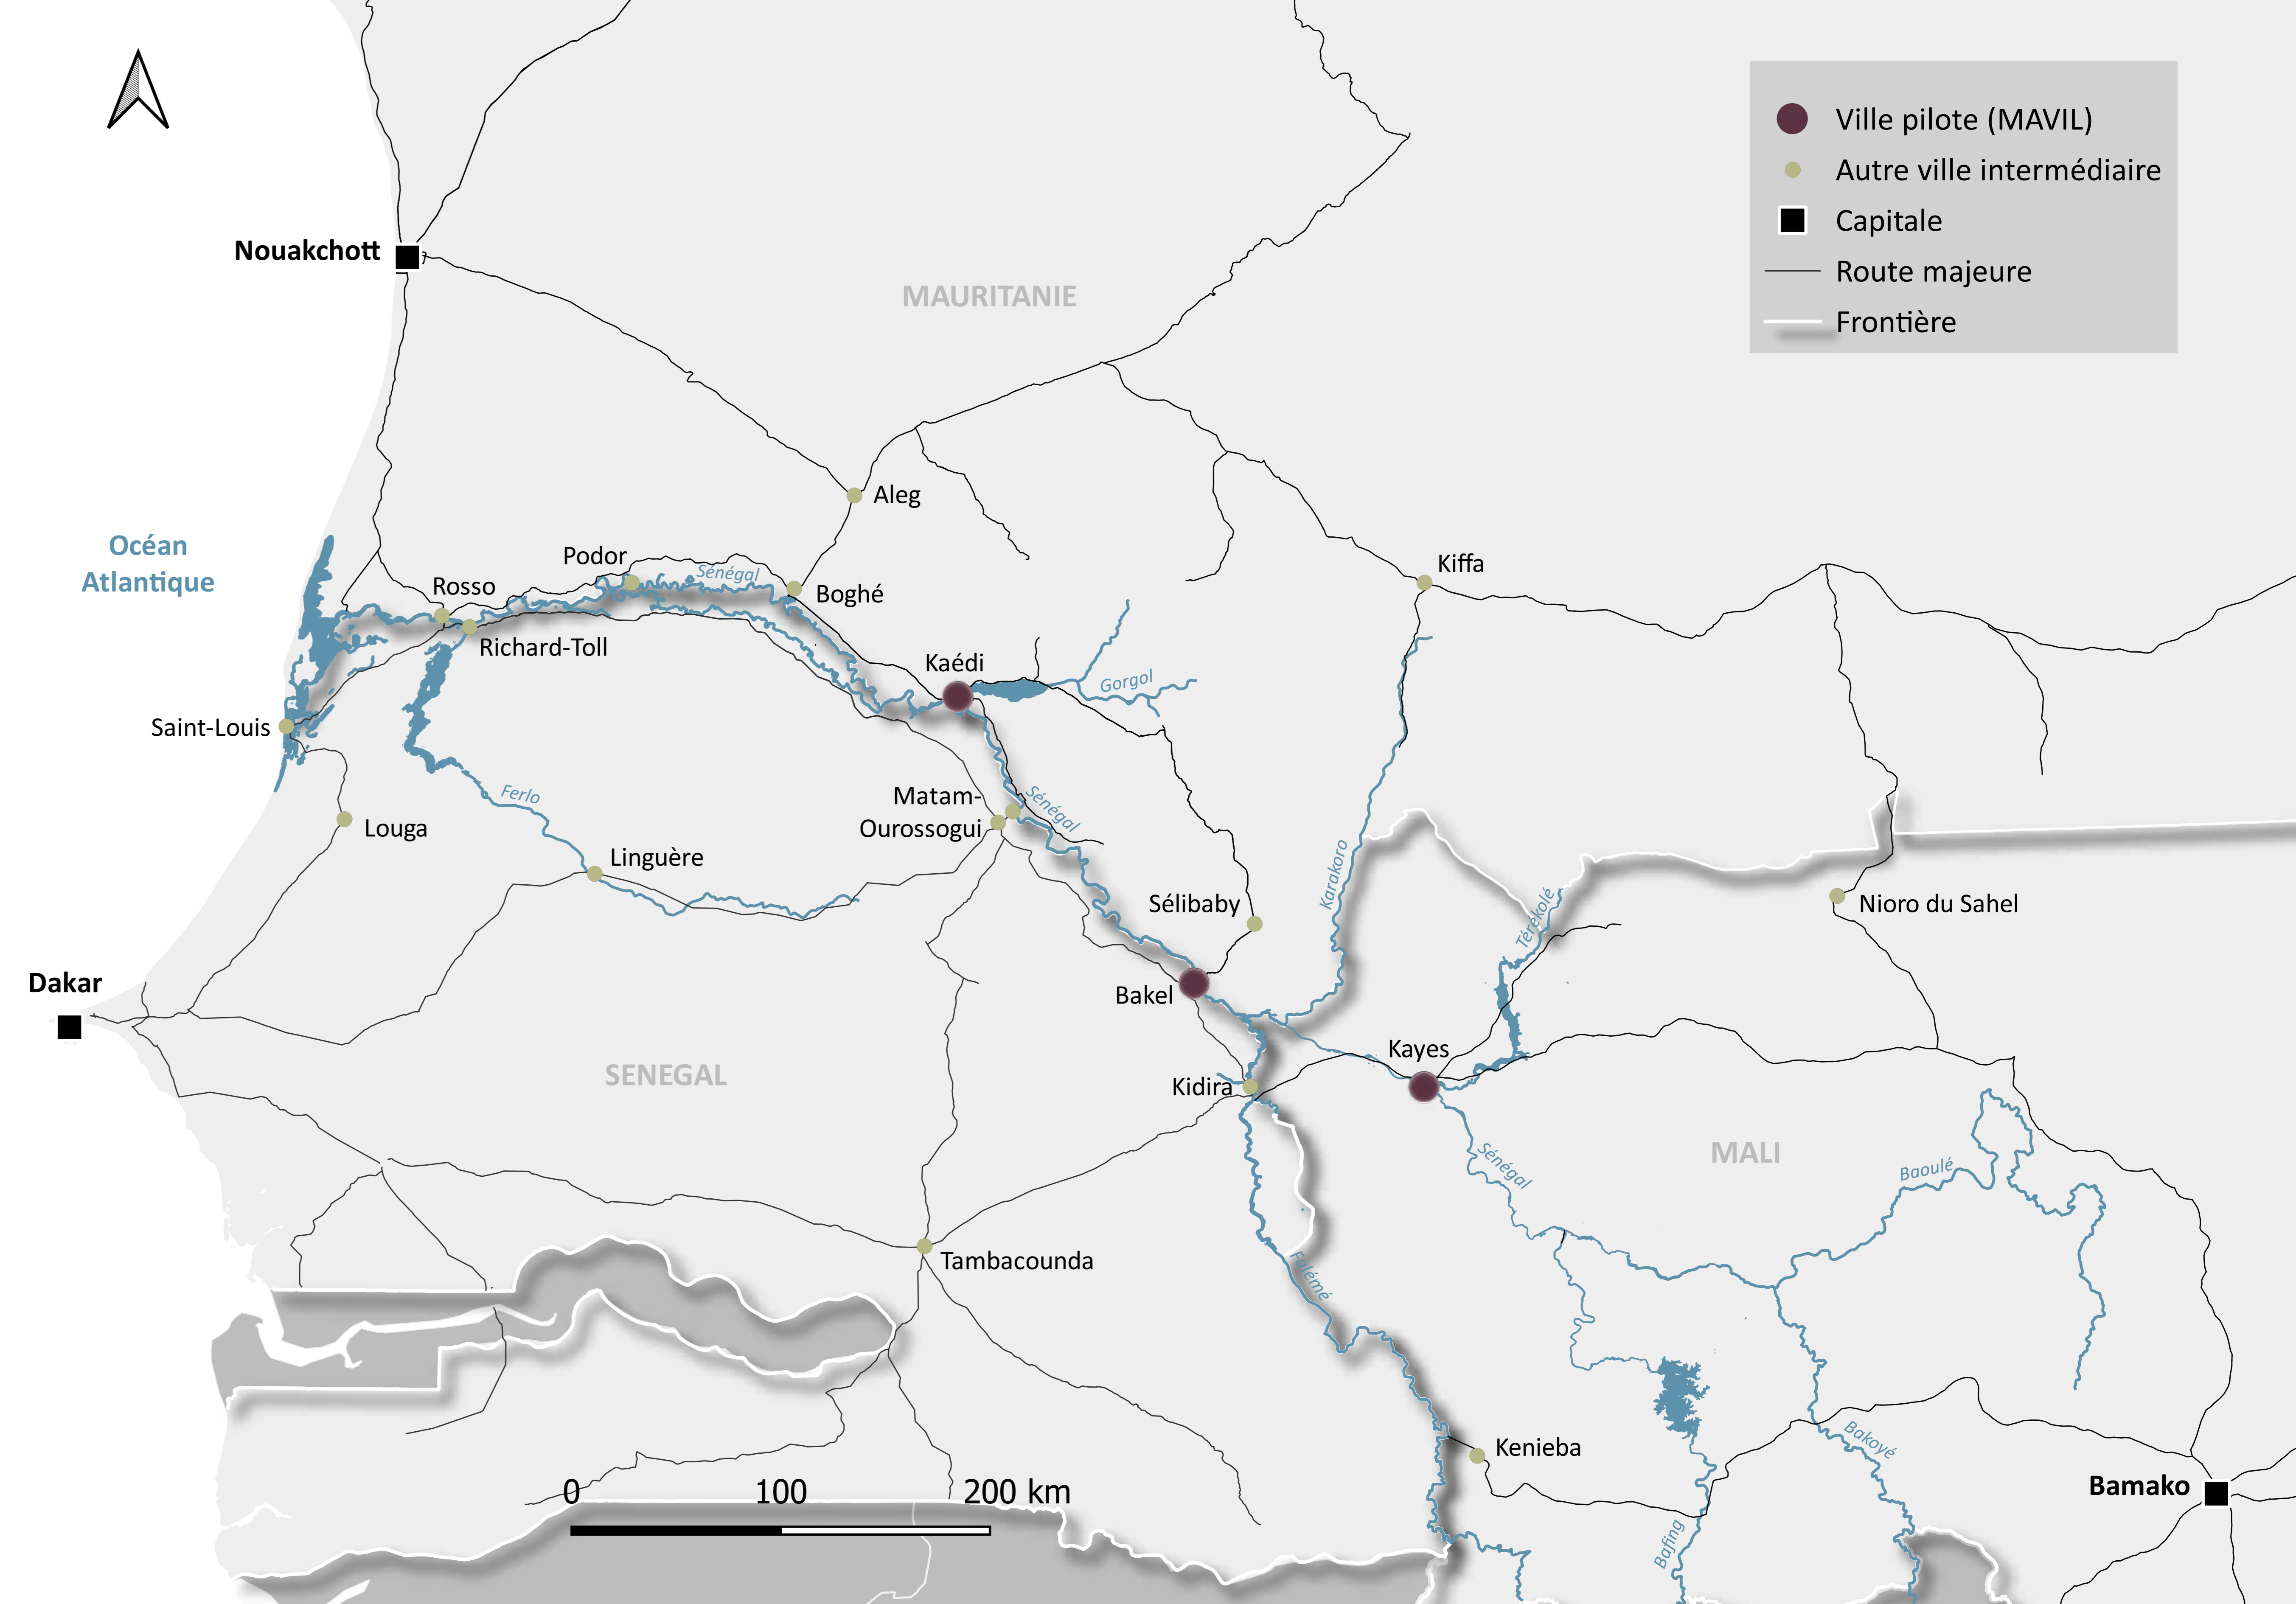 Ville pilote (MAVIL)
Autre ville intermédiaire
Capitale
Route majeure
Frontière
Nouakchott
MAURITANIE
Aleg
Océan
Atlantique
Podor
Sénégal
Kiffa
Rosso
Boghé
Richard-Toll
Kaédi
Gorgol
Saint-Louis
Ferlo
Matam-
Ourossogui
Sénégal
Louga
Linguère
Karakoro
Sélibaby
Térékolé
Nioro du Sahel
Dakar
Bakel
Kayes
SENEGAL
Kidira
MALI
Sénégal
Baoulé
Tambacounda
Falémé
Kenieba
Bakoyé
Bamako
0 100 200 km
Bafing